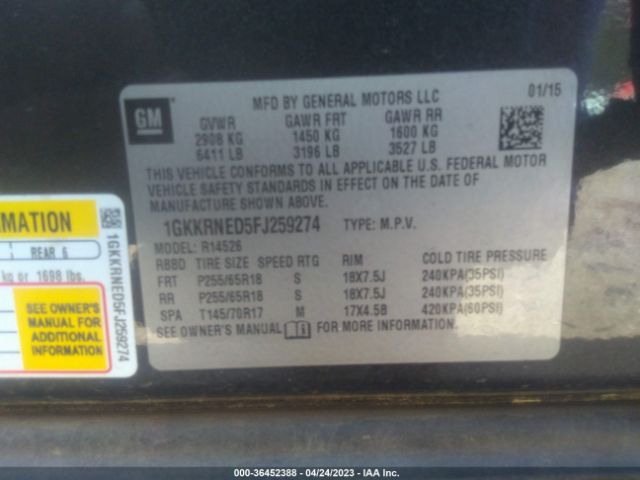 GM
MFD BY GENERAL MOTORS LLC 01/15
GVWR GAWR FRT GAWR RR
2908 KG 1450 KG 1600 KG
6411 LB 3196 LB 3527 LB
THIS VEHICLE CONFORMS TO ALL APPLICABLE U.S. FEDERAL MOTOR
VEHICLE SAFETY STANDARDS IN EFFECT ON THE DATE OF
MANUFACTURE SHOWN ABOVE.
1GKKRNED5FJ259274 TYPE: M.P.V.
MODEL: R14526
RBBD TIRE SIZE SPEED RTG RIM COLD TIRE PRESSURE
FRT P255/65R18 S 18X7.5J 240KPA(35PSI)
RR P255/65R18 S 18X7.5J 240KPA(35PSI)
SPA T145/70R17 M 17X4.5B 420KPA(60PSI)
SEE OWNER'S MANUAL FOR MORE INFORMATION.
RMATION
REAR 6
kg or 1698 lbs.
SEE OWNER'S
MANUAL FOR
ADDITIONAL
INFORMATION
1GKKRNED5FJ259274
000-36452388 - 04/24/2023 - IAA Inc.